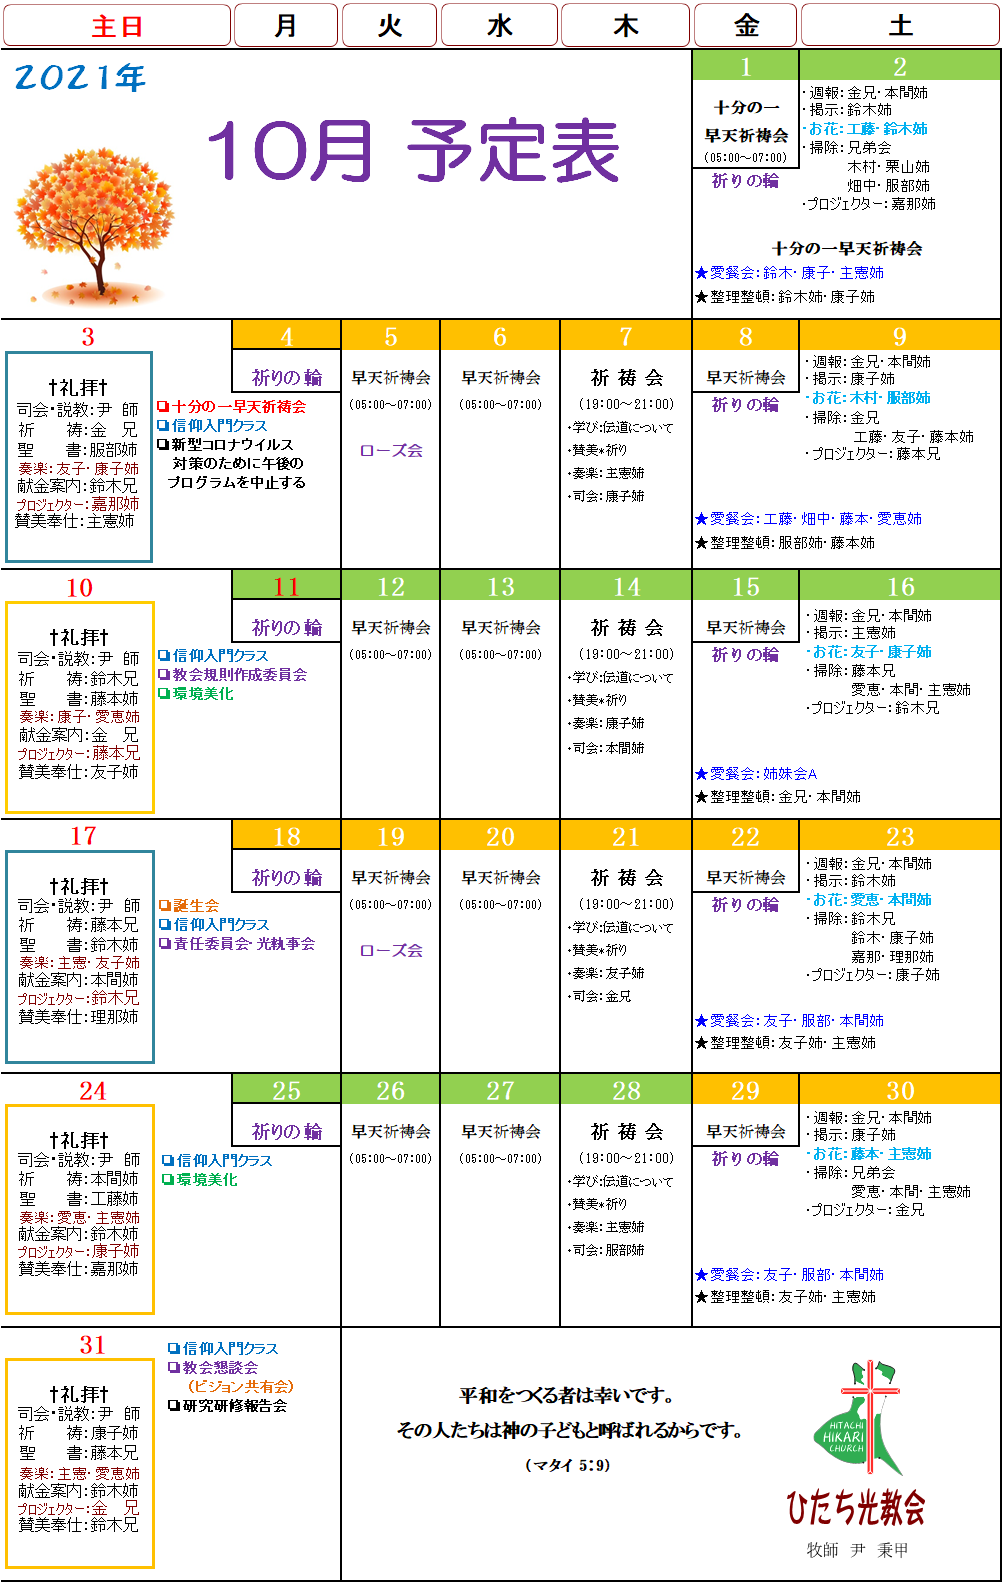 主日 月 火 水 木 金 土
2021年
10月 予定表
1
十分の一
早天祈祷会
(05:00～07:00)
祈りの輪
2
・週報：金兄・本間姉
・掲示：鈴木姉
・お花：工藤・鈴木姉
・掃除：兄弟会
木村・栗山姉
畑中・服部姉
・プロジェクター：嘉那姉
十分の一早天祈祷会
★愛餐会：鈴木・康子・主憲姉
★整理整頓：鈴木姉・康子姉
3
✝礼拝✝
司会・説教：尹 師
祈 祷：金 兄
聖 書：服部姉
奏楽：友子・康子姉
献金案内：鈴木兄
プロジェクター：嘉那姉
賛美奉仕：主憲姉
❏十分の一早天祈祷会
❏信仰入門クラス
❏新型コロナウイルス
対策のために午後の
プログラムを中止する
4
祈りの輪
5
早天祈祷会
(05:00～07:00)
ローズ会
6
早天祈祷会
(05:00～07:00)
7
祈 祷 会
(19:00～21:00)
・学び：伝道について
・賛美*祈り
・奏楽：主憲姉
・司会：康子姉
8
早天祈祷会
祈りの輪
9
・週報：金兄・本間姉
・掲示：康子姉
・お花：木村・服部姉
・掃除：金兄
工藤・友子・藤本姉
・プロジェクター：藤本兄
★愛餐会：工藤・畑中・藤本・愛恵姉
★整理整頓：服部姉・藤本姉
10
✝礼拝✝
司会・説教：尹 師
祈 祷：鈴木兄
聖 書：藤本姉
奏楽：康子・愛恵姉
献金案内：金 兄
プロジェクター：藤本兄
賛美奉仕：友子姉
❏信仰入門クラス
❏教会規則作成委員会
❏環境美化
11
祈りの輪
12
早天祈祷会
(05:00～07:00)
13
早天祈祷会
(05:00～07:00)
14
祈 祷 会
(19:00～21:00)
・学び：伝道について
・賛美*祈り
・奏楽：康子姉
・司会：本間姉
15
早天祈祷会
祈りの輪
16
・週報：金兄・本間姉
・掲示：主憲姉
・お花：友子・康子姉
・掃除：藤本兄
愛恵・本間・主憲姉
・プロジェクター：鈴木兄
★愛餐会：姉妹会A
★整理整頓：金兄・本間姉
17
✝礼拝✝
司会・説教：尹 師
祈 祷：藤本兄
聖 書：鈴木姉
奏楽：主憲・友子姉
献金案内：本間姉
プロジェクター：鈴木兄
賛美奉仕：理那姉
❏誕生会
❏信仰入門クラス
❏責任委員会・光執事会
18
祈りの輪
19
早天祈祷会
(05:00～07:00)
ローズ会
20
早天祈祷会
(05:00～07:00)
21
祈 祷 会
(19:00～21:00)
・学び：伝道について
・賛美*祈り
・奏楽：友子姉
・司会：金兄
22
早天祈祷会
祈りの輪
23
・週報：金兄・本間姉
・掲示：鈴木姉
・お花：愛恵・本間姉
・掃除：鈴木兄
鈴木・康子姉
嘉那・理那姉
・プロジェクター：康子姉
★愛餐会：友子・服部・本間姉
★整理整頓：友子姉・主憲姉
24
✝礼拝✝
司会・説教：尹 師
祈 祷：本間姉
聖 書：工藤姉
奏楽：愛恵・主憲姉
献金案内：鈴木姉
プロジェクター：康子姉
賛美奉仕：嘉那姉
❏信仰入門クラス
❏環境美化
25
祈りの輪
26
早天祈祷会
(05:00～07:00)
27
早天祈祷会
(05:00～07:00)
28
祈 祷 会
(19:00～21:00)
・学び：伝道について
・賛美*祈り
・奏楽：主憲姉
・司会：服部姉
29
早天祈祷会
祈りの輪
30
・週報：金兄・本間姉
・掲示：康子姉
・お花：藤本・主憲姉
・掃除：兄弟会
愛恵・本間・主憲姉
・プロジェクター：金兄
★愛餐会：友子・服部・本間姉
★整理整頓：友子姉・主憲姉
31
✝礼拝✝
司会・説教：尹 師
祈 祷：康子姉
聖 書：藤本兄
奏楽：主憲・愛恵姉
献金案内：鈴木姉
プロジェクター：金 兄
賛美奉仕：鈴木兄
❏信仰入門クラス
❏教会懇談会
（ビジョン共有会）
❏研究研修報告会
平和をつくる者は幸いです。
その人たちは神の子どもと呼ばれるからです。
（マタイ 5：9）
HITACHI
HIKARI
CHURCH
ひたち光教会
牧師 尹 秉甲